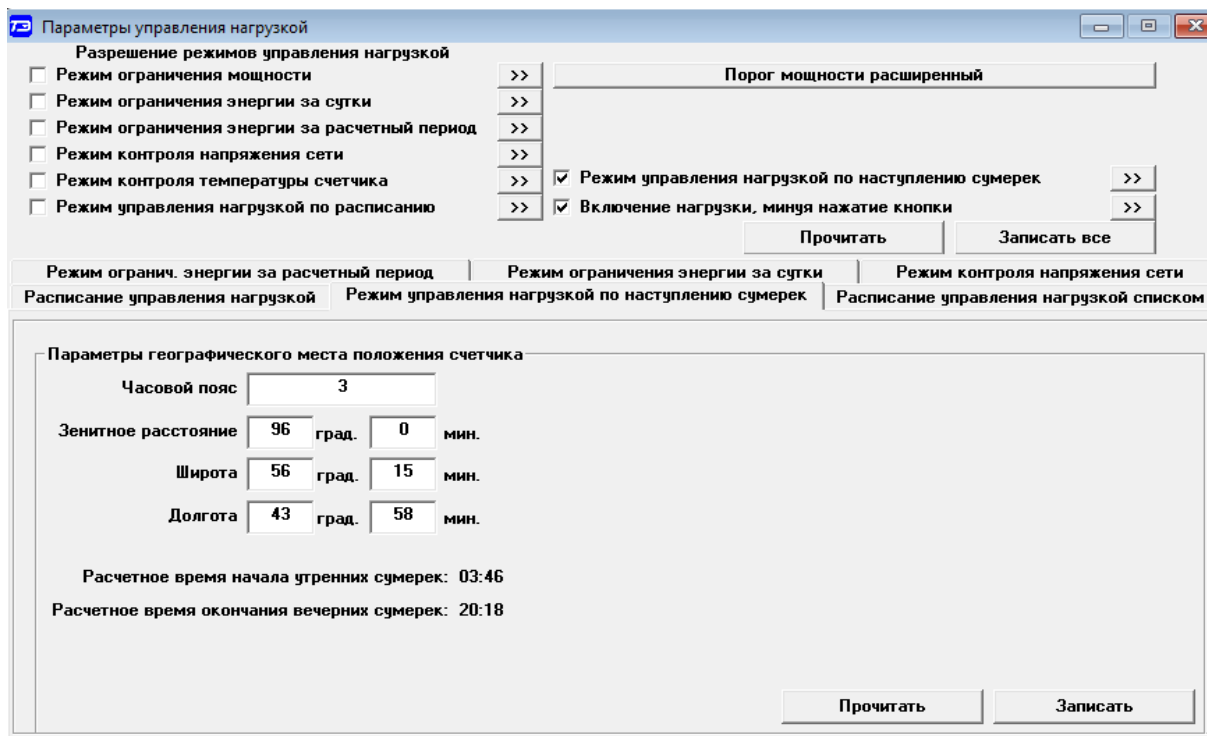 ТЭ Параметры управления нагрузкой
Разрешение режимов управления нагрузкой
Режим ограничения мощности >> Порог мощности расширенный
Режим ограничения энергии за сутки >>
Режим ограничения энергии за расчетный период >>
Режим контроля напряжения сети >>
Режим контроля температуры счетчика >> Режим управления нагрузкой по наступлению сумерек >>
Режим управления нагрузкой по расписанию >> Включение нагрузки, минуя нажатие кнопки >>
Прочитать Записать все
Режим огранич. энергии за расчетный период Режим ограничения энергии за сутки Режим контроля напряжения сети
Расписание управления нагрузкой Режим управления нагрузкой по наступлению сумерек Расписание управления нагрузкой списком
Параметры географического места положения счетчика
Часовой пояс 3
Зенитное расстояние 96 град. 0 мин.
Широта 56 град. 15 мин.
Долгота 43 град. 58 мин.
Расчетное время начала утренних сумерек: 03:46
Расчетное время окончания вечерних сумерек: 20:18
Прочитать Записать